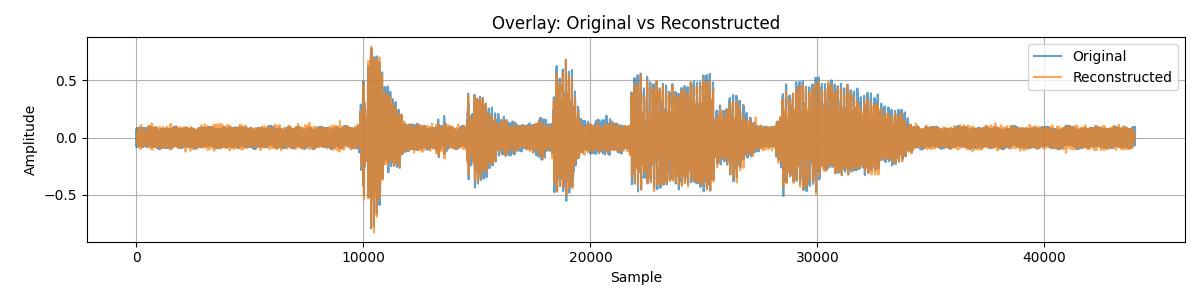 Overlay: Original vs Reconstructed
Original
Reconstructed
0.5
0.0
−0.5
Amplitude
0 10000 20000 30000 40000
Sample